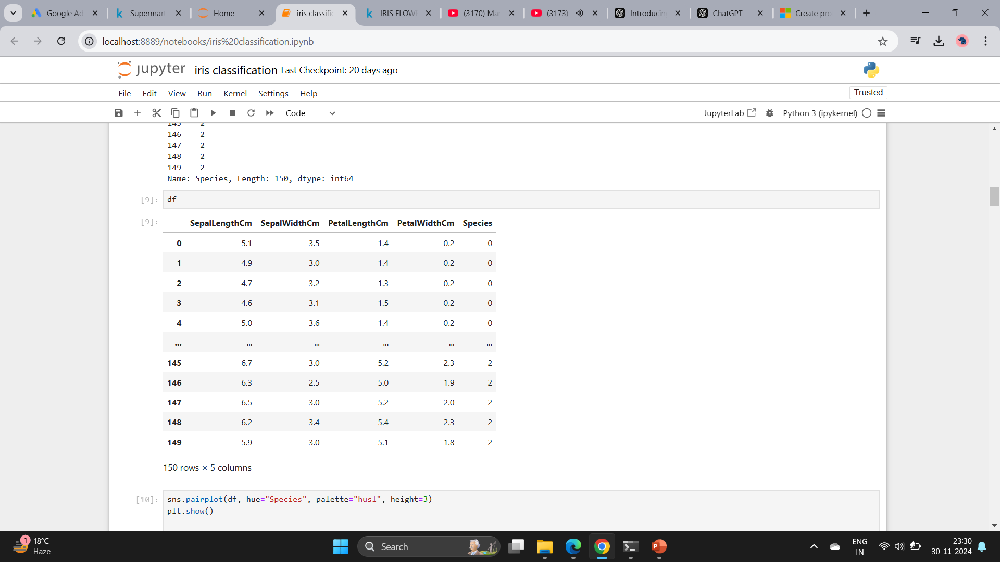 Google Ad
Supermart
Home
iris classific
IRIS FLOW
(3170) Mar
(3173)
Introducin
ChatGPT
Create pro
localhost:8889/notebooks/iris%20classification.ipynb
jupyter iris classification Last Checkpoint: 20 days ago
File Edit View Run Kernel Settings Help
Trusted
Code
JupyterLab
Python 3 (ipykernel)
145 2
146 2
147 2
148 2
149 2
Name: Species, Length: 150, dtype: int64
[9]: df
[9]: SepalLengthCm SepalWidthCm PetalLengthCm PetalWidthCm Species
0 5.1 3.5 1.4 0.2 0
1 4.9 3.0 1.4 0.2 0
2 4.7 3.2 1.3 0.2 0
3 4.6 3.1 1.5 0.2 0
4 5.0 3.6 1.4 0.2 0
... ... ... ... ... ...
145 6.7 3.0 5.2 2.3 2
146 6.3 2.5 5.0 1.9 2
147 6.5 3.0 5.2 2.0 2
148 6.2 3.4 5.4 2.3 2
149 5.9 3.0 5.1 1.8 2
150 rows × 5 columns
[10]: sns.pairplot(df, hue="Species", palette="husl", height=3)
plt.show()
1
18°C
Haze
Search
ENG
IN
23:30
30-11-2024